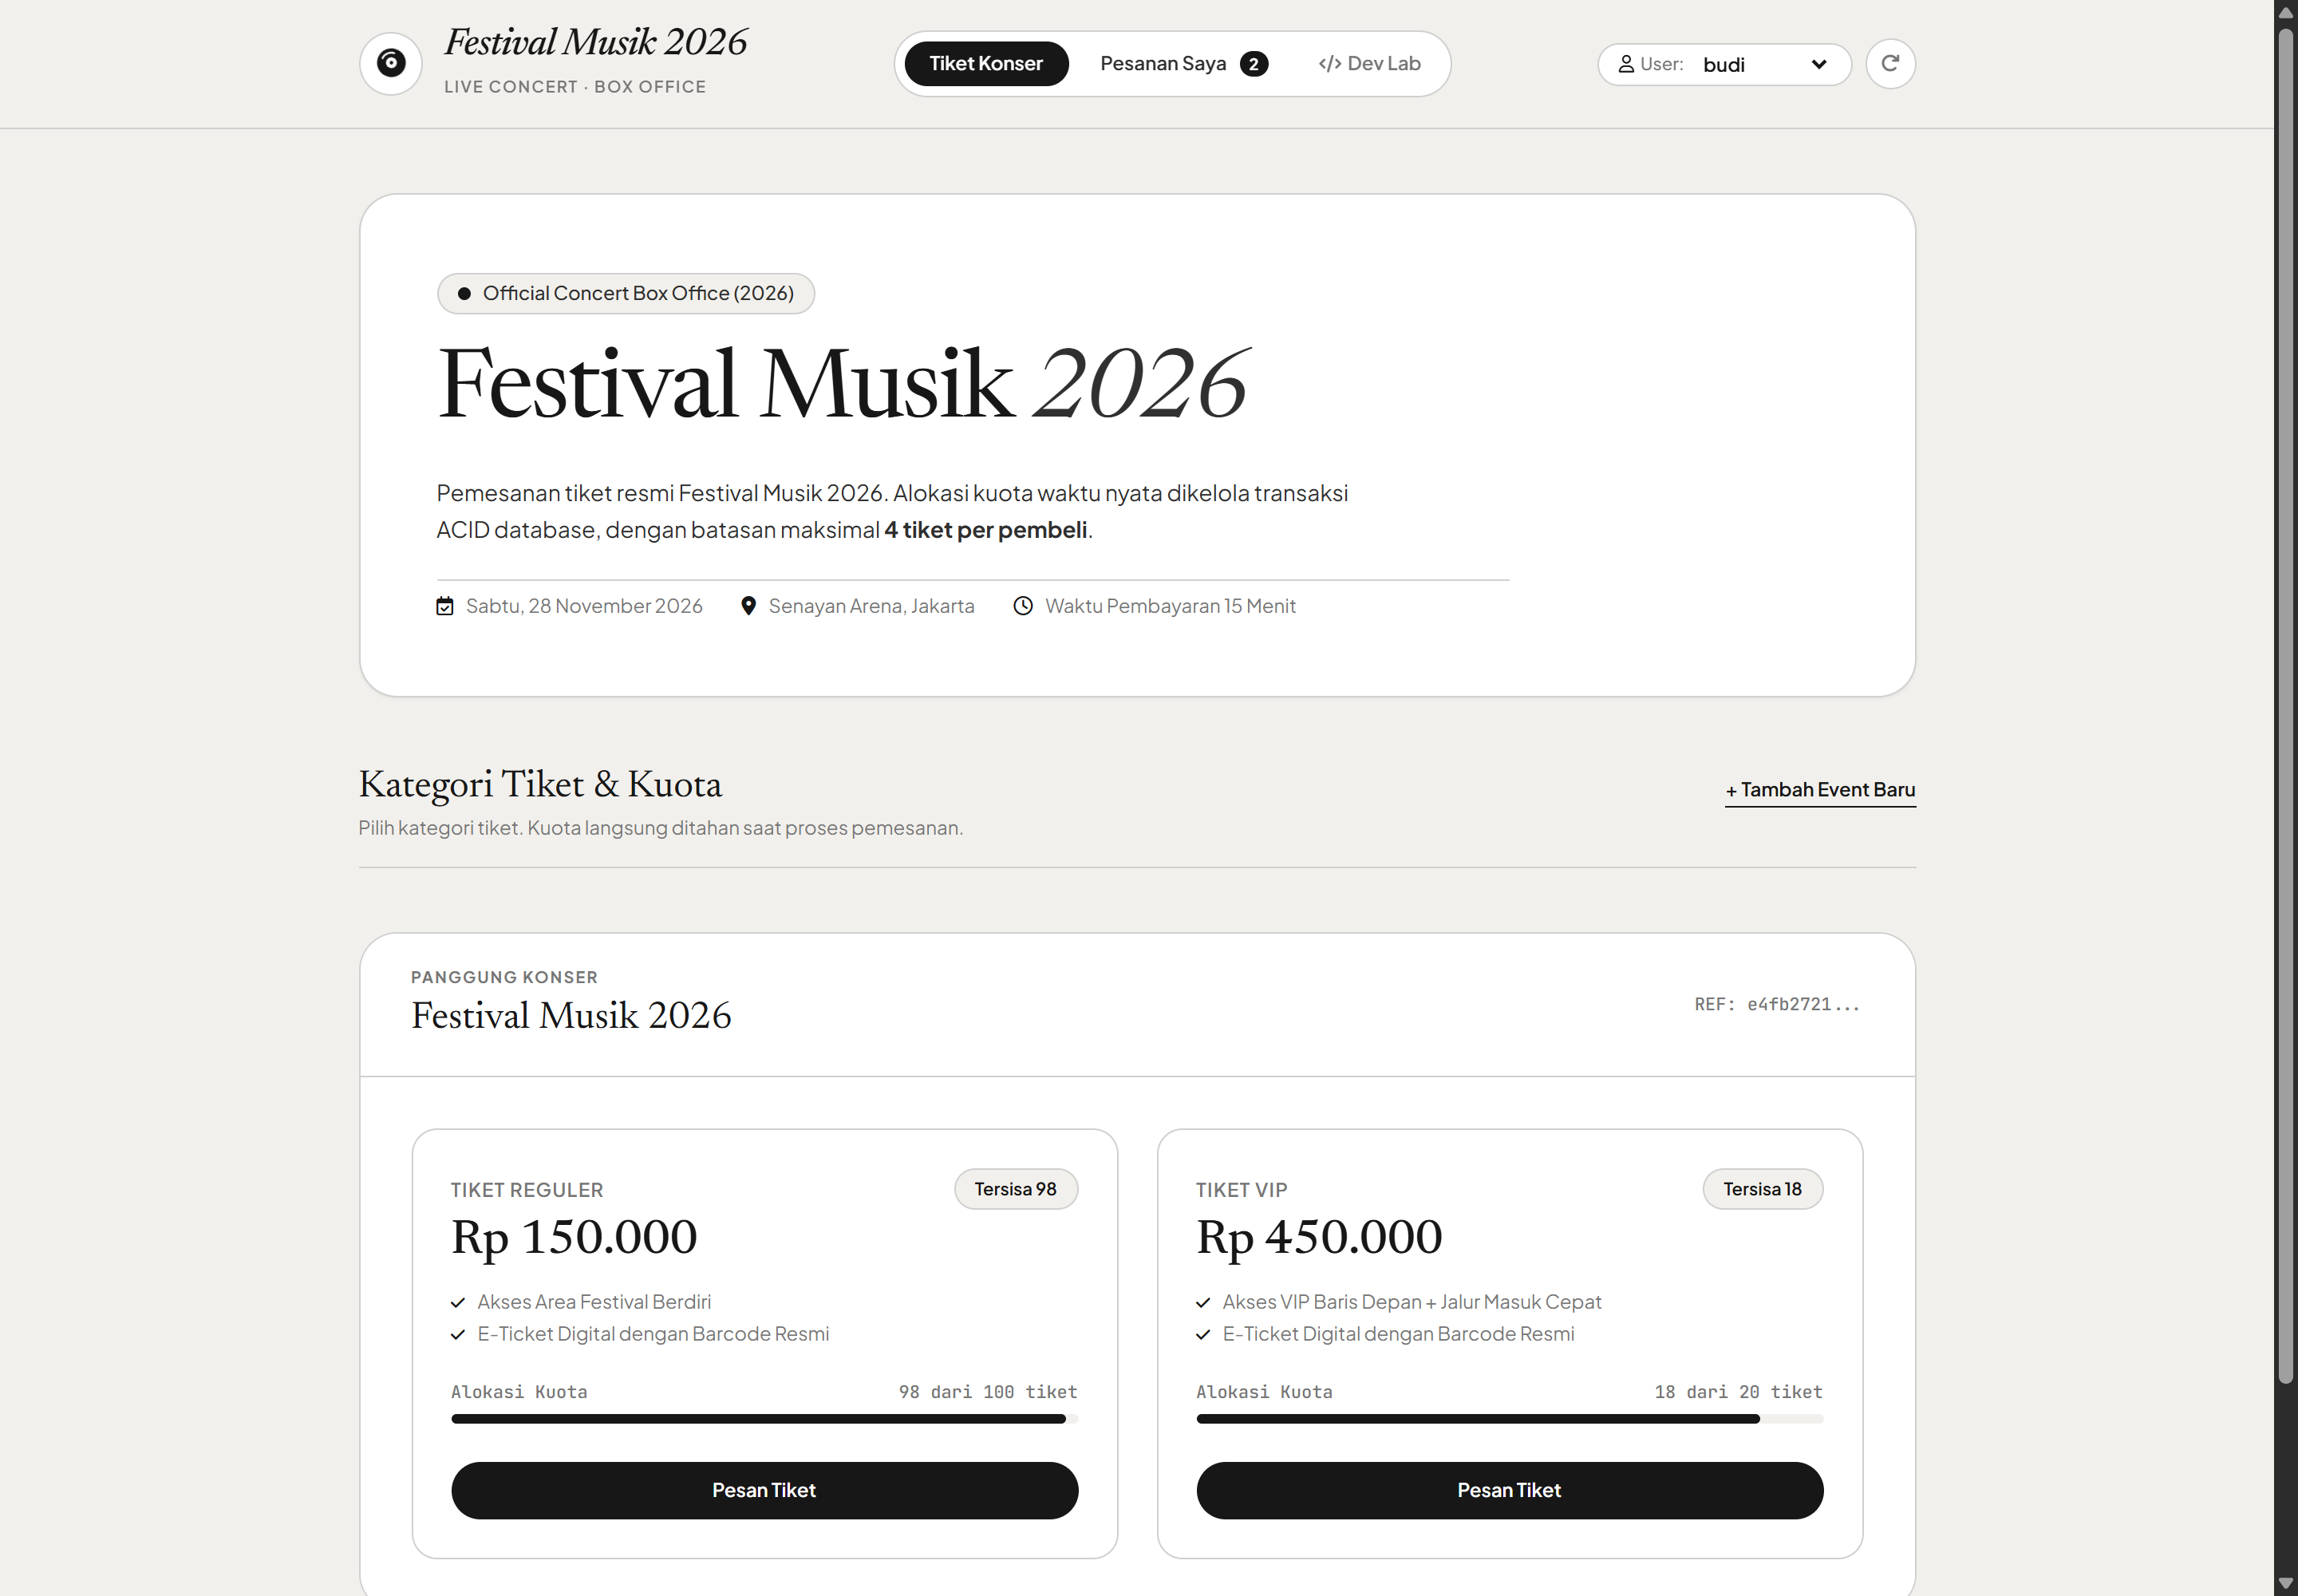 Festival Musik 2026
LIVE CONCERT · BOX OFFICE
Tiket Konser
Pesanan Saya 2
</> Dev Lab
User: budi
Official Concert Box Office (2026)
Festival Musik 2026
Pemesanan tiket resmi Festival Musik 2026. Alokasi kuota waktu nyata dikelola transaksi
ACID database, dengan batasan maksimal 4 tiket per pembeli.
Sabtu, 28 November 2026
Senayan Arena, Jakarta
Waktu Pembayaran 15 Menit
Kategori Tiket & Kuota
+ Tambah Event Baru
Pilih kategori tiket. Kuota langsung ditahan saat proses pemesanan.
PANGGUNG KONSER
Festival Musik 2026
REF: e4fb2721...
TIKET REGULER
Tersisa 98
Rp 150.000
Akses Area Festival Berdiri
E-Ticket Digital dengan Barcode Resmi
Alokasi Kuota
98 dari 100 tiket
Pesan Tiket
TIKET VIP
Tersisa 18
Rp 450.000
Akses VIP Baris Depan + Jalur Masuk Cepat
E-Ticket Digital dengan Barcode Resmi
Alokasi Kuota
18 dari 20 tiket
Pesan Tiket